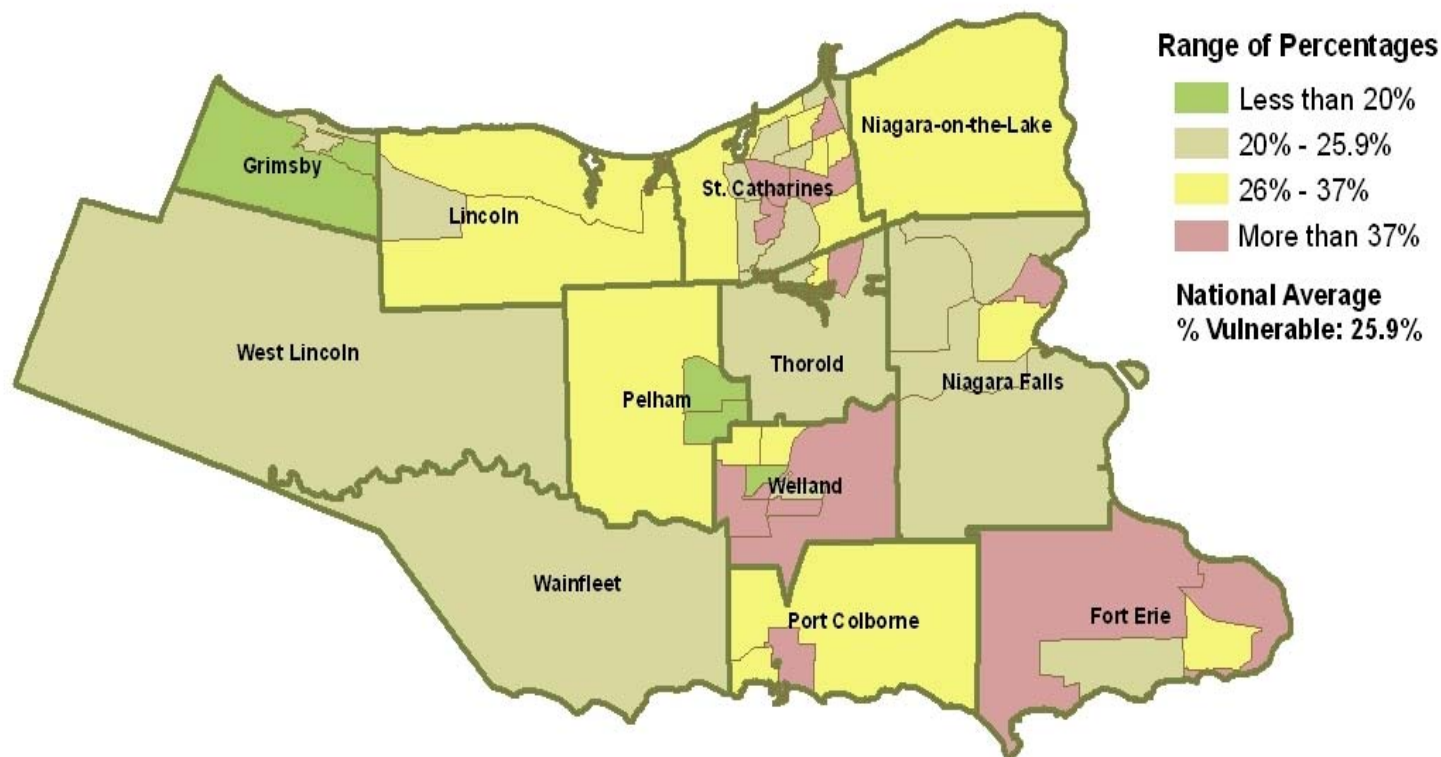 Range of Percentages
Less than 20%
20% - 25.9%
26% - 37%
More than 37%
National Average
% Vulnerable: 25.9%
Niagara-on-the-Lake
Grimsby
St. Catharines
Lincoln
West Lincoln
Thorold
Niagara Falls
Pelham
Welland
Wainfleet
Port Colborne
Fort Erie